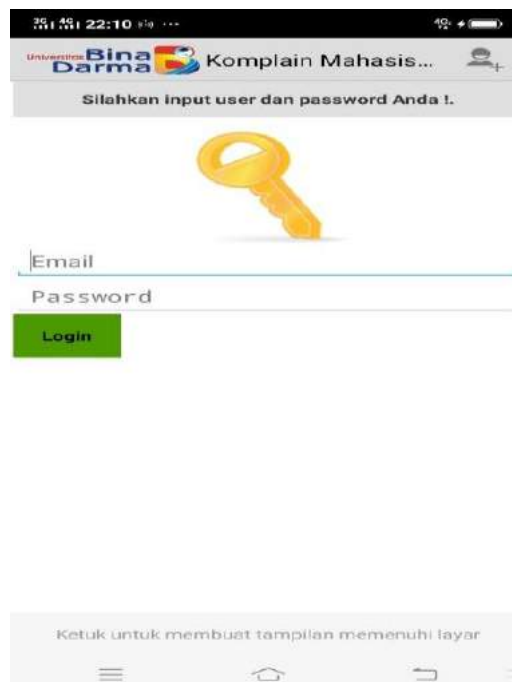 22:10
Universitas Bina Darma
Komplain Mahasis...
Silahkan input user dan password Anda !.
Email
Password
Login
Ketuk untuk membuat tampilan memenuhi layar